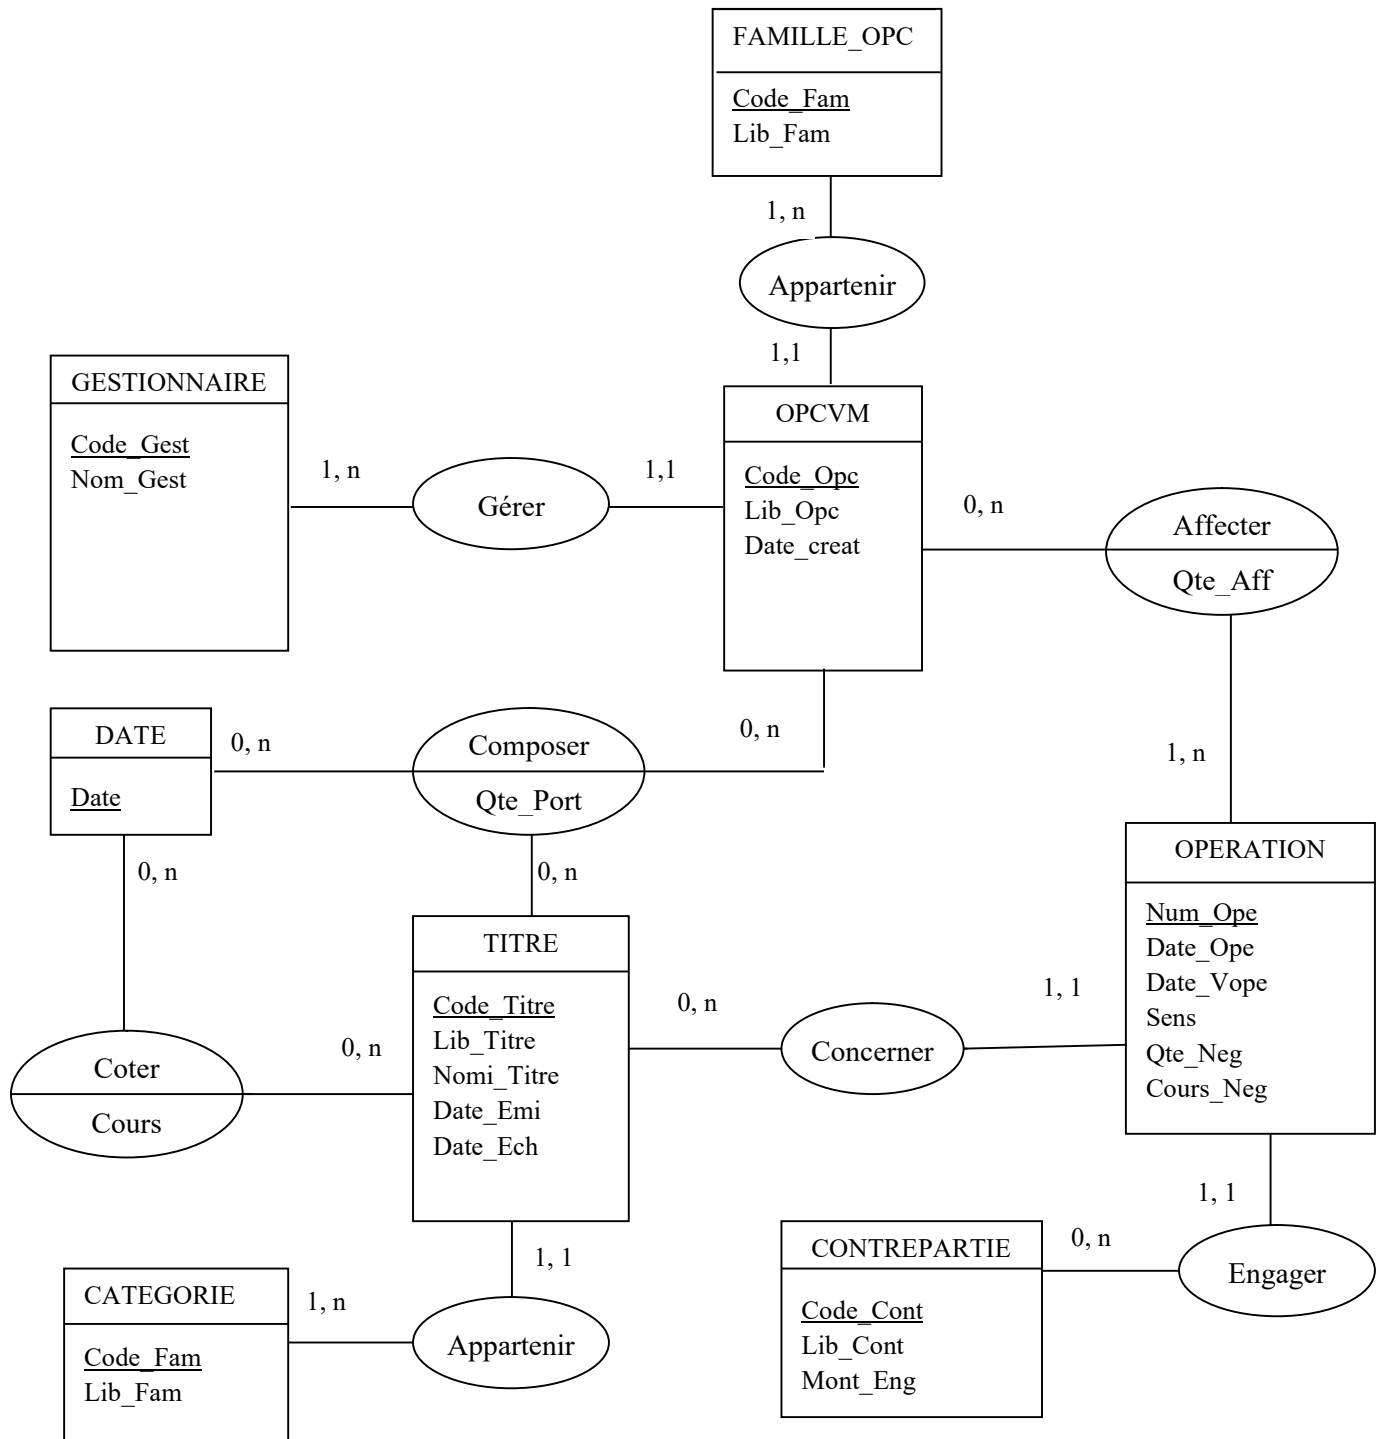 FAMILLE_OPC
Code_Fam
Lib_Fam
1, n
Appartenir
1,1
GESTIONNAIRE
Code_Gest
Nom_Gest
1, n
Gérer
1,1
OPCVM
Code_Opc
Lib_Opc
Date_creat
0, n
Affecter
Qte_Aff
1, n
DATE
Date
0, n
Composer
Qte_Port
0, n
0, n
0, n
TITRE
Code_Titre
Lib_Titre
Nomi_Titre
Date_Emi
Date_Ech
0, n
Concerner
1, 1
OPERATION
Num_Ope
Date_Ope
Date_Vope
Sens
Qte_Neg
Cours_Neg
Coter
Cours
0, n
1, 1
CATEGORIE
Code_Fam
Lib_Fam
1, n
Appartenir
CONTREPARTIE
Code_Cont
Lib_Cont
Mont_Eng
0, n
1, 1
Engager